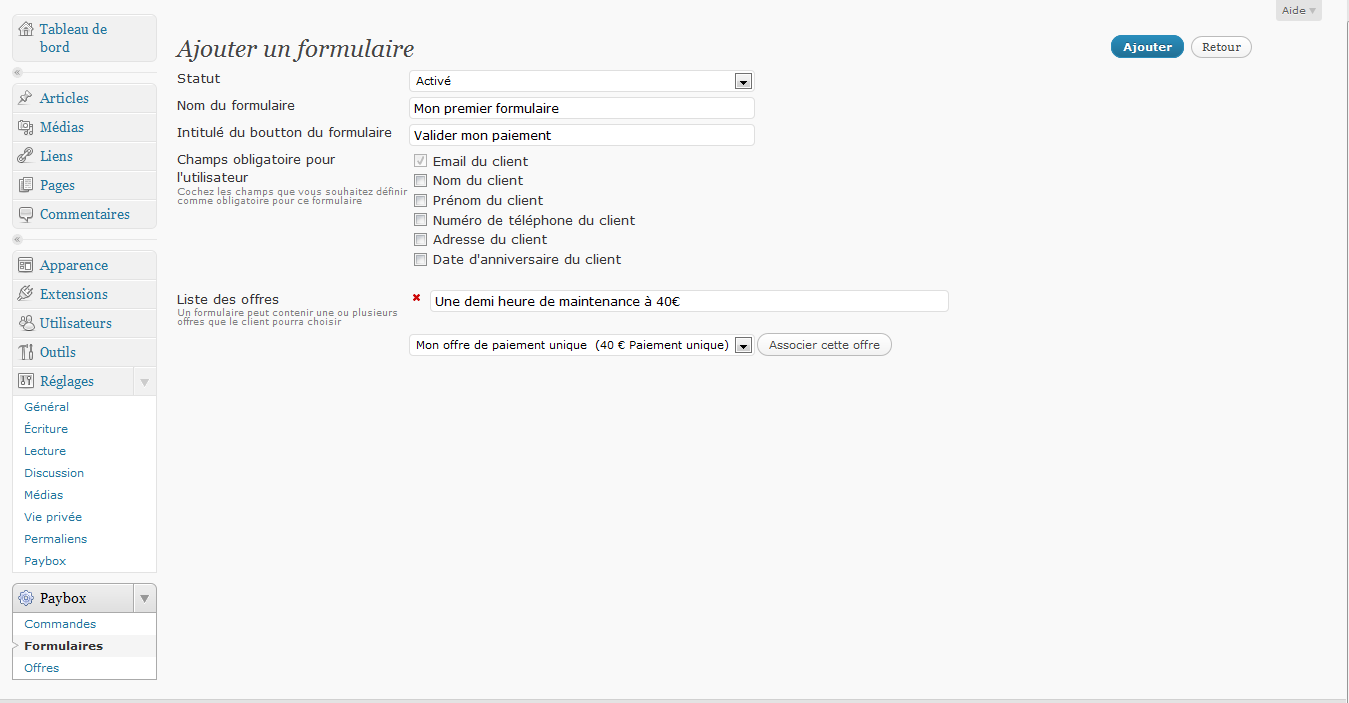 Aide
Tableau de
bord
Articles
Médias
Liens
Pages
Commentaires
Apparence
Extensions
Utilisateurs
Outils
Réglages
Général
Écriture
Lecture
Discussion
Médias
Vie privée
Permaliens
Paybox
Paybox
Commandes
Formulaires
Offres
Ajouter un formulaire
Ajouter
Retour
Statut
Activé
Nom du formulaire
Mon premier formulaire
Intitulé du boutton du formulaire
Valider mon paiement
Champs obligatoire pour
l'utilisateur
Cochez les champs que vous souhaitez définir
comme obligatoire pour ce formulaire
Email du client
Nom du client
Prénom du client
Numéro de téléphone du client
Adresse du client
Date d'anniversaire du client
Liste des offres
Un formulaire peut contenir une ou plusieurs
offres que le client pourra choisir
Une demi heure de maintenance à 40€
Mon offre de paiement unique (40 € Paiement unique)
Associer cette offre